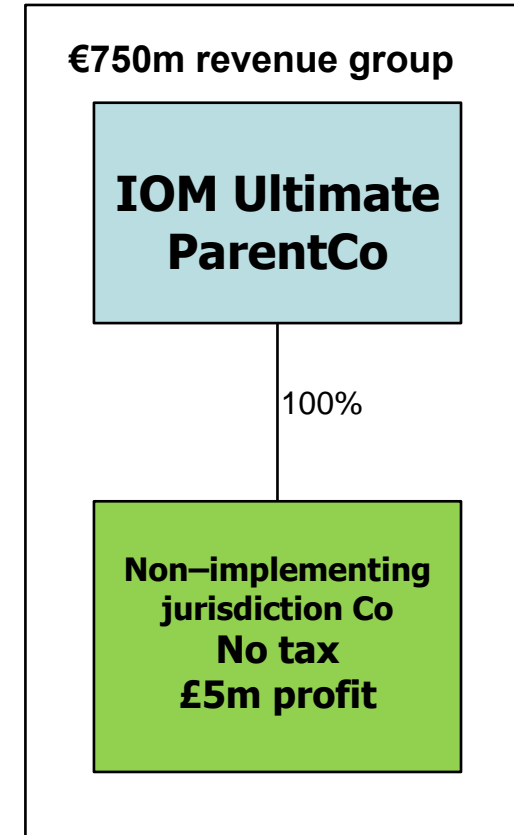 €750m revenue group
IOM Ultimate
ParentCo
100%
Non–implementing
jurisdiction Co
No tax
£5m profit